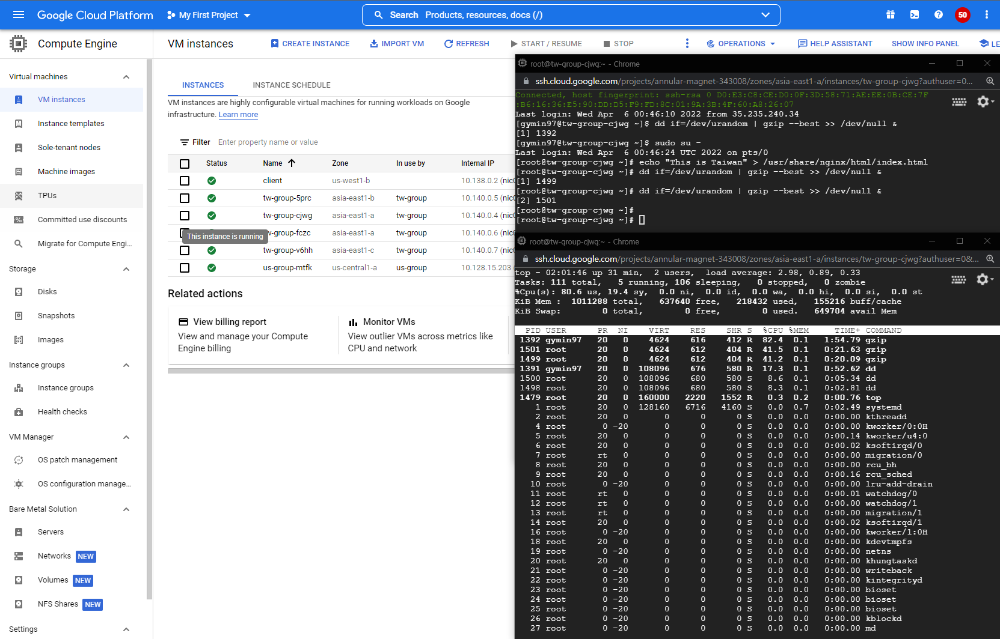 Google Cloud Platform
My First Project
Search Products, resources, docs (/)
50
Compute Engine
VM instances
CREATE INSTANCE
IMPORT VM
REFRESH
START / RESUME
STOP
OPERATIONS
HELP ASSISTANT
SHOW INFO PANEL
LE
Virtual machines
VM instances
Instance templates
Sole-tenant nodes
Machine images
TPUs
Committed use discounts
Migrate for Compute Engi...
Storage
Disks
Snapshots
Images
Instance groups
Instance groups
Health checks
VM Manager
OS patch management
OS configuration manage...
Bare Metal Solution
Servers
Networks NEW
Volumes NEW
NFS Shares NEW
Settings
INSTANCES INSTANCE SCHEDULE
VM instances are highly configurable virtual machines for running workloads on Google
infrastructure. Learn more
Filter Enter property name or value
Status Name Zone In use by Internal IP
client us-west1-b 10.138.0.2 (nic0
tw-group-5prc asia-east1-b tw-group 10.140.0.5 (nic0
tw-group-cjwg asia-east1-a tw-group 10.140.0.4 (nic0
This instance is running
w-group-fczc asia-east1-a tw-group 10.140.0.6 (nic0
tw-group-v6hh asia-east1-c tw-group 10.140.0.7 (nic0
us-group-mtfk us-central1-a us-group 10.128.15.203 (
Related actions
View billing report
View and manage your Compute
Engine billing
Monitor VMs
View outlier VMs across metrics like
CPU and network
root@tw-group-cjwg:~ - Chrome
ssh.cloud.google.com/projects/annular-magnet-343008/zones/asia-east1-a/instances/tw-group-cjwg?authuser=0...
Connected, host fingerprint: ssh-rsa 0 D0:E3:C8:CE:D0:0F:3D:58:71:AE:EE:0B:CE:7F
:B6:16:36:E5:90:DD:D5:F9:FD:8C:01:9A:3B:4F:60:A8:26:07
Last login: Wed Apr  6 00:46:10 2022 from 35.235.240.34
[gymin97@tw-group-cjwg ~]$ dd if=/dev/urandom | gzip --best >> /dev/null &
[1] 1392
[gymin97@tw-group-cjwg ~]$ sudo su -
Last login: Wed Apr  6 00:46:24 UTC 2022 on pts/0
[root@tw-group-cjwg ~]# echo "This is Taiwan" > /usr/share/nginx/html/index.html
[root@tw-group-cjwg ~]# dd if=/dev/urandom | gzip --best >> /dev/null &
[1] 1499
[root@tw-group-cjwg ~]# dd if=/dev/urandom | gzip --best >> /dev/null &
[2] 1501
[root@tw-group-cjwg ~]#
[root@tw-group-cjwg ~]#
root@tw-group-cjwg:~ - Chrome
ssh.cloud.google.com/projects/annular-magnet-343008/zones/asia-east1-a/instances/tw-group-cjwg?authuser=0&...
top - 02:01:46 up 31 min,  2 users,  load average: 2.98, 0.89, 0.33
Tasks: 111 total,   5 running, 106 sleeping,   0 stopped,   0 zombie
%Cpu(s): 80.6 us, 19.4 sy,  0.0 ni,  0.0 id,  0.0 wa,  0.0 hi,  0.0 si,  0.0 st
KiB Mem :  1011288 total,   637640 free,   218432 used,   155216 buff/cache
KiB Swap:        0 total,        0 free,        0 used.   649704 avail Mem
PID USER PR NI VIRT RES SHR S %CPU %MEM TIME+ COMMAND
1392 gymin97 20 0 4624 616 412 R 82.4 0.1 1:54.79 gzip
1501 root 20 0 4624 612 404 R 41.5 0.1 0:21.63 gzip
1499 root 20 0 4624 612 404 R 41.2 0.1 0:20.09 gzip
1391 gymin97 20 0 108096 676 580 R 17.3 0.1 0:52.62 dd
1500 root 20 0 108096 680 580 S 8.6 0.1 0:05.34 dd
1498 root 20 0 108096 680 580 S 8.3 0.1 0:02.81 dd
1479 root 20 0 160000 2220 1552 R 0.3 0.2 0:00.76 top
1 root 20 0 128160 6716 4160 S 0.0 0.7 0:02.49 systemd
2 root 20 0 0 0 0 S 0.0 0.0 0:00.00 kthreadd
4 root 0 -20 0 0 0 S 0.0 0.0 0:00.00 kworker/0:0H
5 root 20 0 0 0 0 S 0.0 0.0 0:00.14 kworker/u4:0
6 root 20 0 0 0 0 S 0.0 0.0 0:00.02 ksoftirqd/0
7 root rt 0 0 0 0 S 0.0 0.0 0:00.00 migration/0
8 root 20 0 0 0 0 S 0.0 0.0 0:00.00 rcu_bh
9 root 20 0 0 0 0 S 0.0 0.0 0:00.16 rcu_sched
10 root 0 -20 0 0 0 S 0.0 0.0 0:00.00 lru-add-drain
11 root rt 0 0 0 0 S 0.0 0.0 0:00.01 watchdog/0
12 root rt 0 0 0 0 S 0.0 0.0 0:00.00 watchdog/1
13 root rt 0 0 0 0 S 0.0 0.0 0:00.00 migration/1
14 root 20 0 0 0 0 S 0.0 0.0 0:00.02 ksoftirqd/1
16 root 0 -20 0 0 0 S 0.0 0.0 0:00.00 kworker/1:0H
18 root 20 0 0 0 0 S 0.0 0.0 0:00.00 kdevtmpfs
19 root 0 -20 0 0 0 S 0.0 0.0 0:00.00 netns
20 root 20 0 0 0 0 S 0.0 0.0 0:00.00 khungtaskd
21 root 0 -20 0 0 0 S 0.0 0.0 0:00.00 writeback
22 root 0 -20 0 0 0 S 0.0 0.0 0:00.00 kintegrityd
23 root 0 -20 0 0 0 S 0.0 0.0 0:00.00 bioset
24 root 0 -20 0 0 0 S 0.0 0.0 0:00.00 bioset
25 root 0 -20 0 0 0 S 0.0 0.0 0:00.00 bioset
26 root 0 -20 0 0 0 S 0.0 0.0 0:00.00 kblockd
27 root 0 -20 0 0 0 S 0.0 0.0 0:00.00 md